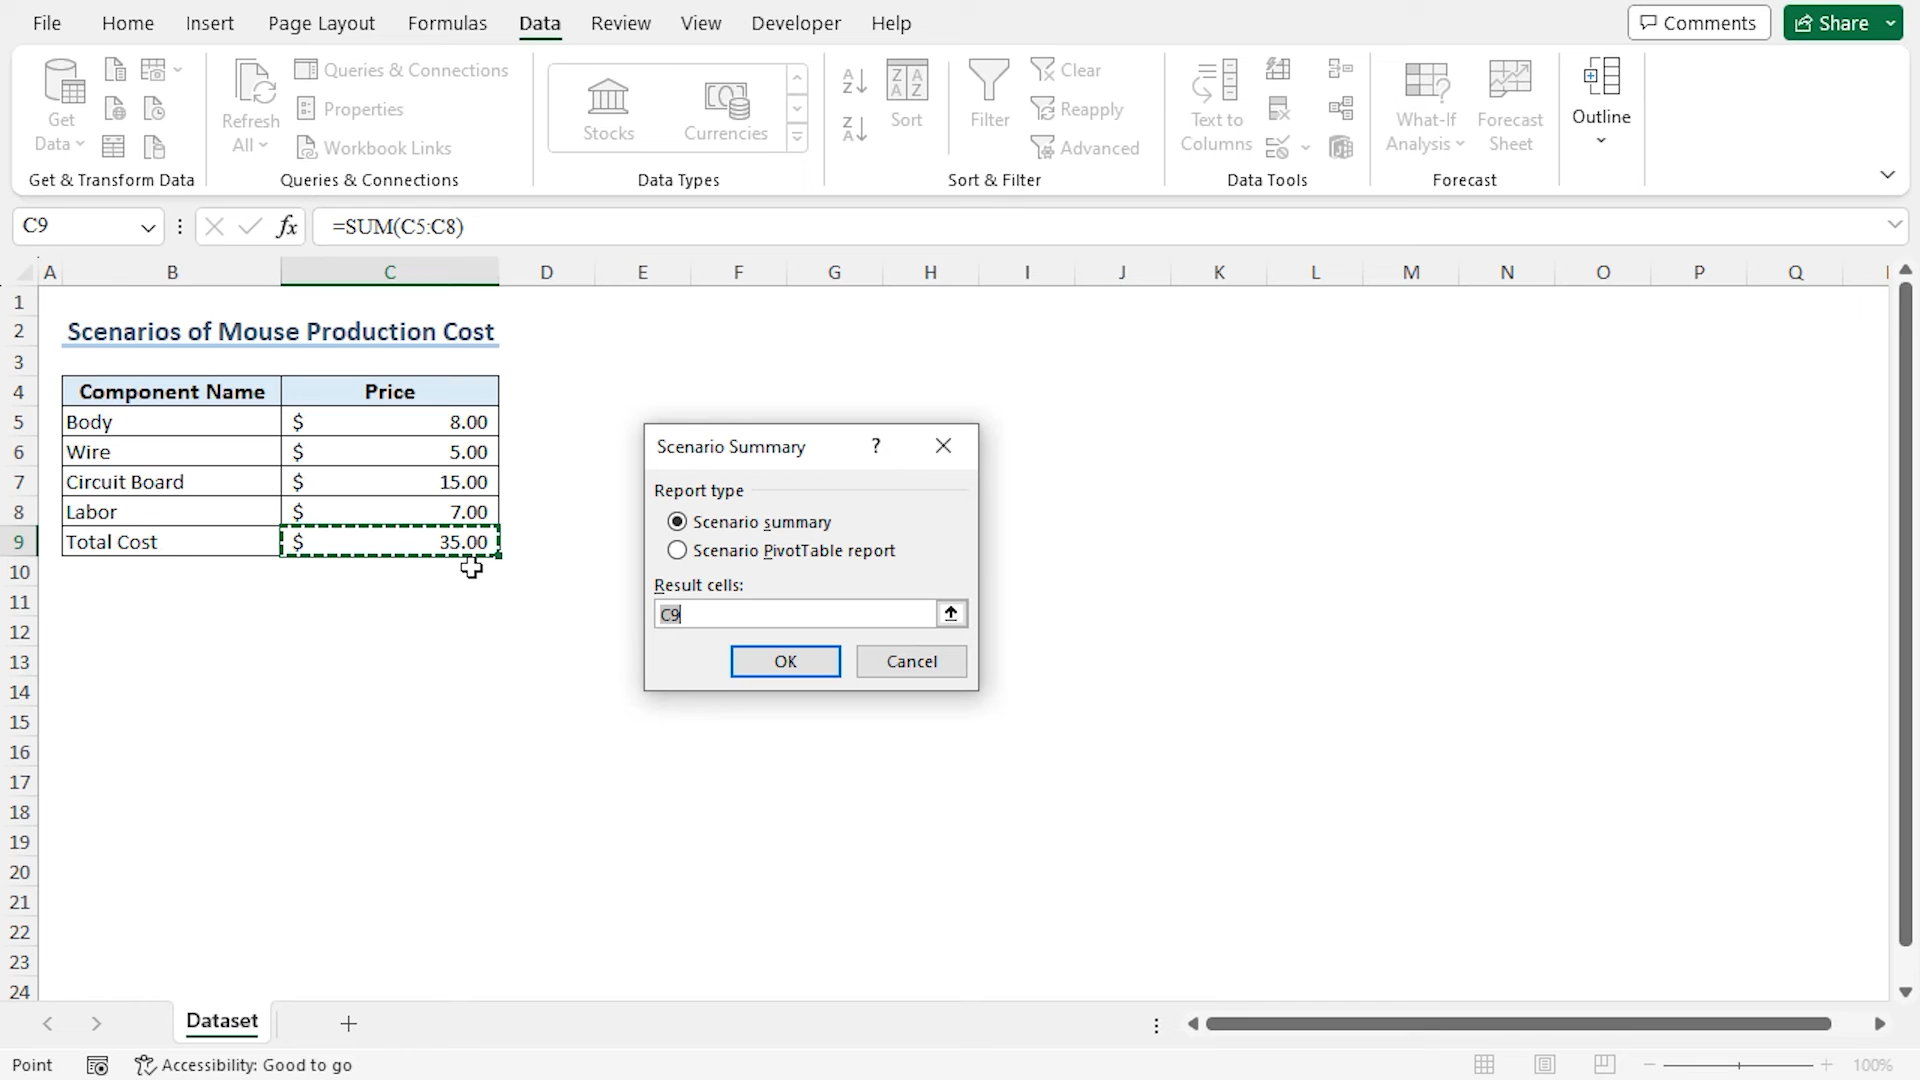 File Home Insert Page Layout Formulas Data Review View Developer Help Comments Share
Get Data
Refresh All
Queries & Connections
Properties
Workbook Links
Stocks
Currencies
A Z
Z A
Z A A Z
Sort
Filter
Clear
Reapply
Advanced
Text to Columns
What-If Analysis
Forecast Sheet
Outline
Get & Transform Data Queries & Connections Data Types Sort & Filter Data Tools Forecast
C9 fx =SUM(C5:C8)
A B C D E F G H I J K L M N O P Q
1
2 Scenarios of Mouse Production Cost
3
4 Component Name Price
5 Body $ 8.00
6 Wire $ 5.00
7 Circuit Board $ 15.00
8 Labor $ 7.00
9 Total Cost $ 35.00
10
11
12
13
14
15
16
17
18
19
20
21
22
23
24
Scenario Summary ?
Report type
Scenario summary
Scenario PivotTable report
Result cells:
C9
OK Cancel
Dataset
Point Accessibility: Good to go 100%